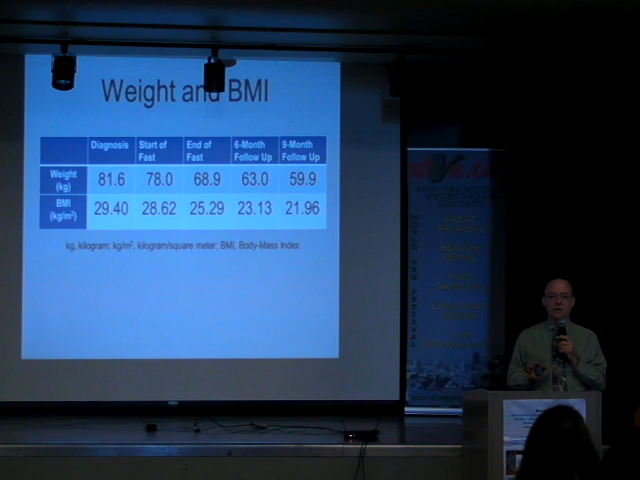 Weight and BMI
Diagnosis Start of Fast End of Fast 6-Month Follow Up 9-Month Follow Up
Weight (kg) 81.6 78.0 68.9 63.0 59.9
BMI (kg/m²) 29.40 28.62 25.29 23.13 21.96
kg, kilogram; kg/m², kilogram/square meter; BMI, Body-Mass Index
GREAT
SPEAKERS